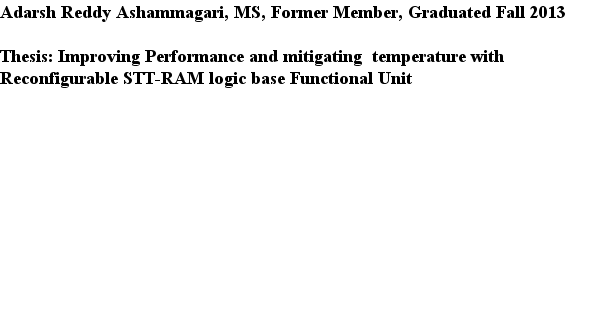 Adarsh Reddy Ashammagari, MS, Former Member, Graduated Fall 2013
Thesis: Improving Performance and mitigating  temperature with
Reconfigurable STT-RAM logic base Functional Unit